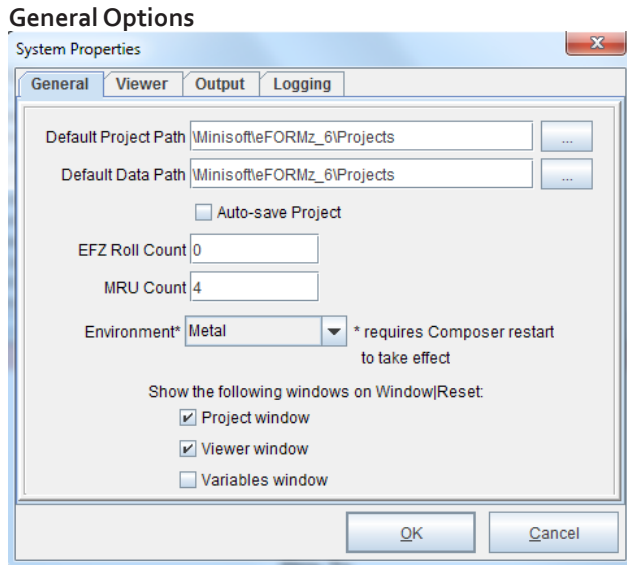 General Options
System Properties
General Viewer Output Logging
Default Project Path \Minisoft\eFORMz_6\Projects ...
Default Data Path \Minisoft\eFORMz_6\Projects ...
Auto-save Project
EFZ Roll Count 0
MRU Count 4
Environment* Metal * requires Composer restart
to take effect
Show the following windows on Window|Reset:
Project window
Viewer window
Variables window
OK Cancel